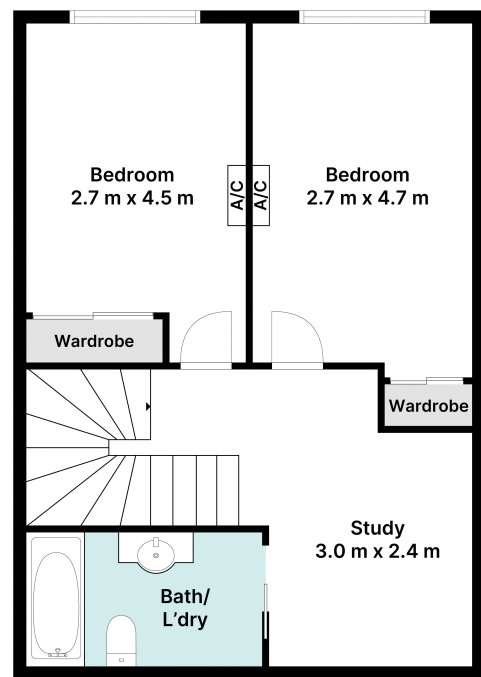 Bedroom
2.7 m x 4.5 m
A/C
A/C
Bedroom
2.7 m x 4.7 m
Wardrobe
Wardrobe
Study
3.0 m x 2.4 m
Bath/
L’dry